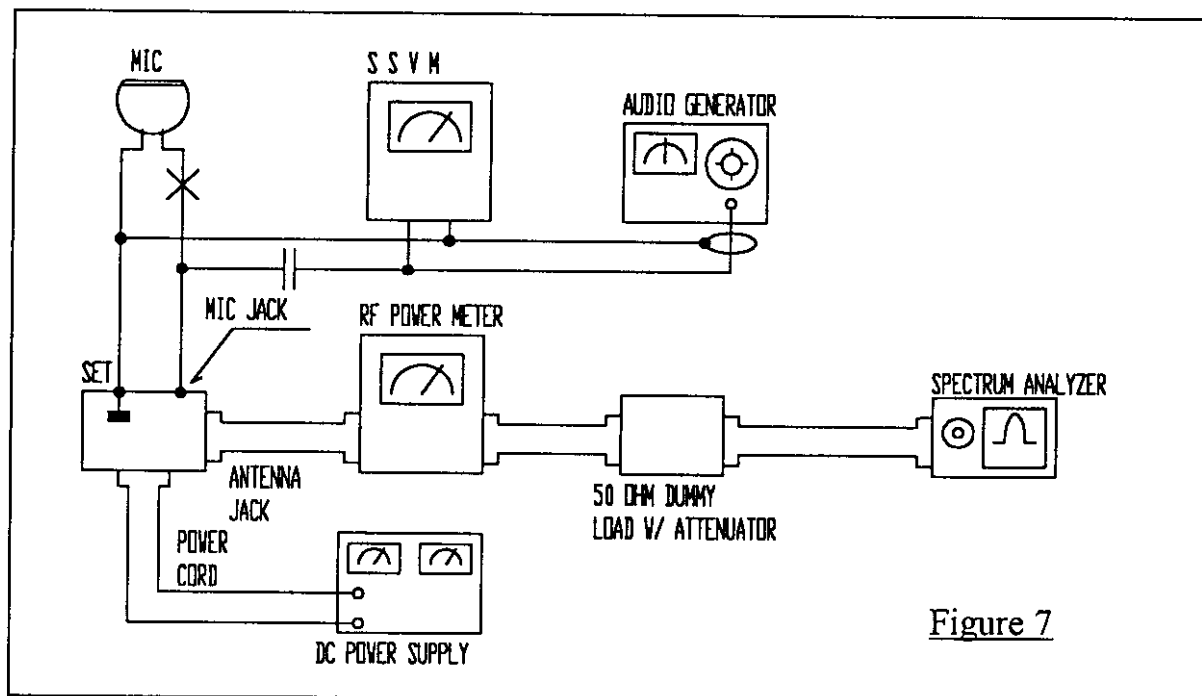 MIC
S S V M
AUDIO GENERATOR
MIC JACK
RF POWER METER
SET
SPECTRUM ANALYZER
ANTENNA
JACK
50 OHM DUMMY
LOAD W/ ATTENUATOR
POWER
CORD
DC POWER SUPPLY
Figure 7